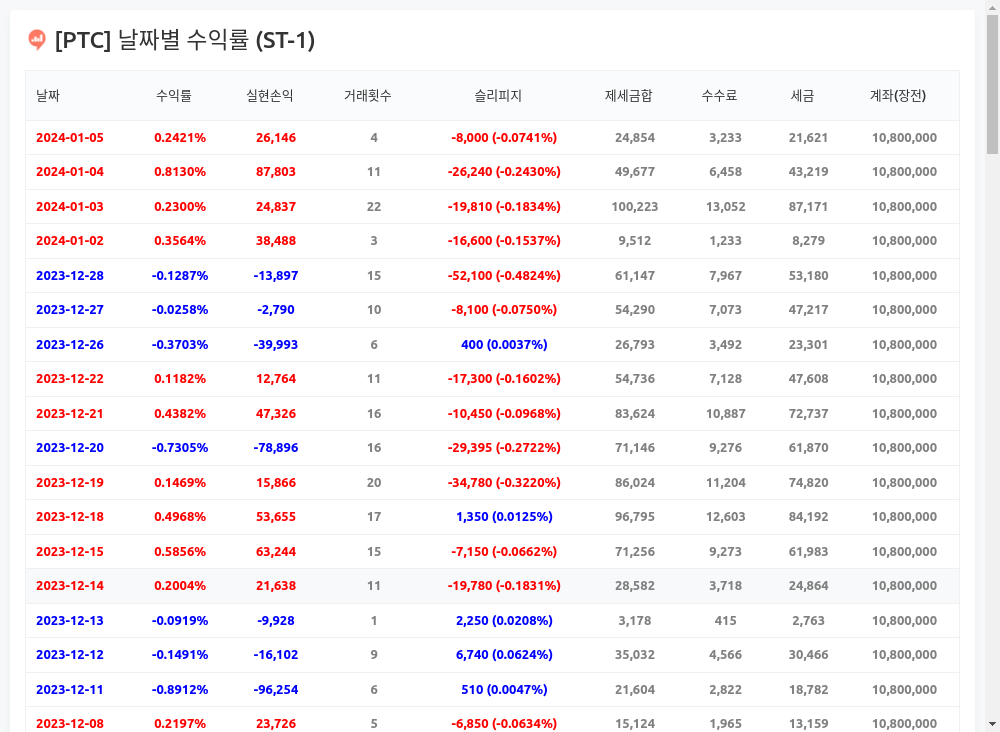 [PTC] 날짜별 수익률 (ST-1)
날짜 수익률 실현손익 거래횟수 슬리피지 제세금합 수수료 세금 계좌(장전)
2024-01-05 0.2421% 26,146 4 -8,000 (-0.0741%) 24,854 3,233 21,621 10,800,000
2024-01-04 0.8130% 87,803 11 -26,240 (-0.2430%) 49,677 6,458 43,219 10,800,000
2024-01-03 0.2300% 24,837 22 -19,810 (-0.1834%) 100,223 13,052 87,171 10,800,000
2024-01-02 0.3564% 38,488 3 -16,600 (-0.1537%) 9,512 1,233 8,279 10,800,000
2023-12-28 -0.1287% -13,897 15 -52,100 (-0.4824%) 61,147 7,967 53,180 10,800,000
2023-12-27 -0.0258% -2,790 10 -8,100 (-0.0750%) 54,290 7,073 47,217 10,800,000
2023-12-26 -0.3703% -39,993 6 400 (0.0037%) 26,793 3,492 23,301 10,800,000
2023-12-22 0.1182% 12,764 11 -17,300 (-0.1602%) 54,736 7,128 47,608 10,800,000
2023-12-21 0.4382% 47,326 16 -10,450 (-0.0968%) 83,624 10,887 72,737 10,800,000
2023-12-20 -0.7305% -78,896 16 -29,395 (-0.2722%) 71,146 9,276 61,870 10,800,000
2023-12-19 0.1469% 15,866 20 -34,780 (-0.3220%) 86,024 11,204 74,820 10,800,000
2023-12-18 0.4968% 53,655 17 1,350 (0.0125%) 96,795 12,603 84,192 10,800,000
2023-12-15 0.5856% 63,244 15 -7,150 (-0.0662%) 71,256 9,273 61,983 10,800,000
2023-12-14 0.2004% 21,638 11 -19,780 (-0.1831%) 28,582 3,718 24,864 10,800,000
2023-12-13 -0.0919% -9,928 1 2,250 (0.0208%) 3,178 415 2,763 10,800,000
2023-12-12 -0.1491% -16,102 9 6,740 (0.0624%) 35,032 4,566 30,466 10,800,000
2023-12-11 -0.8912% -96,254 6 510 (0.0047%) 21,604 2,822 18,782 10,800,000
2023-12-08 0.2197% 23,726 5 -6,850 (-0.0634%) 15,124 1,965 13,159 10,800,000